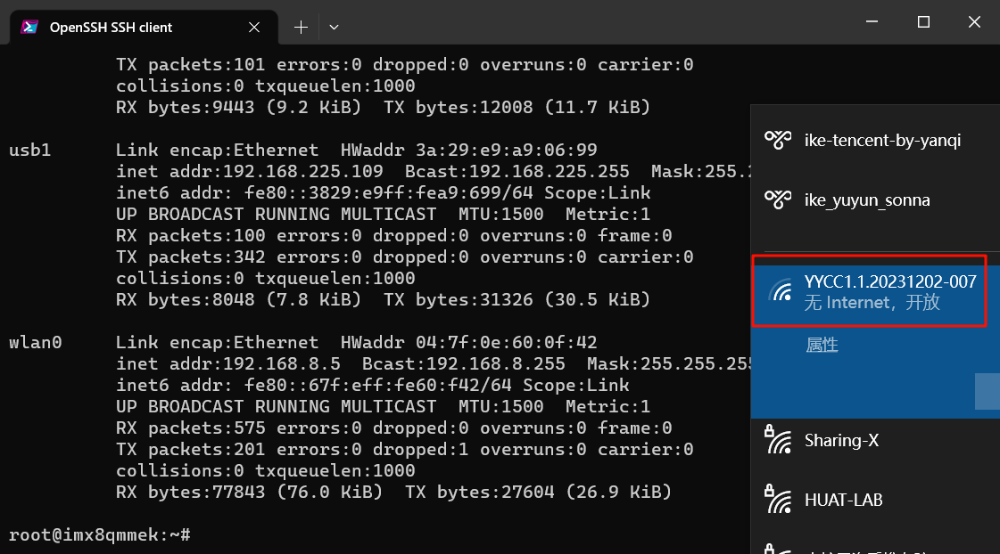 OpenSSH SSH client
TX packets:101 errors:0 dropped:0 overruns:0 carrier:0
collisions:0 txqueuelen:1000
RX bytes:9443 (9.2 KiB)  TX bytes:12008 (11.7 KiB)
usb1      Link encap:Ethernet  HWaddr 3a:29:e9:a9:06:99
inet addr:192.168.225.109  Bcast:192.168.225.255  Mask:255.
inet6 addr: fe80::3829:e9ff:fea9:699/64 Scope:Link
UP BROADCAST RUNNING MULTICAST  MTU:1500  Metric:1
RX packets:100 errors:0 dropped:0 overruns:0 frame:0
TX packets:342 errors:0 dropped:0 overruns:0 carrier:0
collisions:0 txqueuelen:1000
RX bytes:8048 (7.8 KiB)  TX bytes:31326 (30.5 KiB)
wlan0     Link encap:Ethernet  HWaddr 04:7f:0e:60:0f:42
inet addr:192.168.8.5  Bcast:192.168.8.255  Mask:255.255.255
inet6 addr: fe80::67f:eff:fe60:f42/64 Scope:Link
UP BROADCAST RUNNING MULTICAST  MTU:1500  Metric:1
RX packets:575 errors:0 dropped:0 overruns:0 frame:0
TX packets:201 errors:0 dropped:1 overruns:0 carrier:0
collisions:0 txqueuelen:1000
RX bytes:77843 (76.0 KiB)  TX bytes:27604 (26.9 KiB)
root@imx8qmmek:~#
ike-tencent-by-yanqi
ike_yuyun_sonna
YYCC1.1.20231202-007
无 Internet，开放
属性
Sharing-X
HUAT-LAB